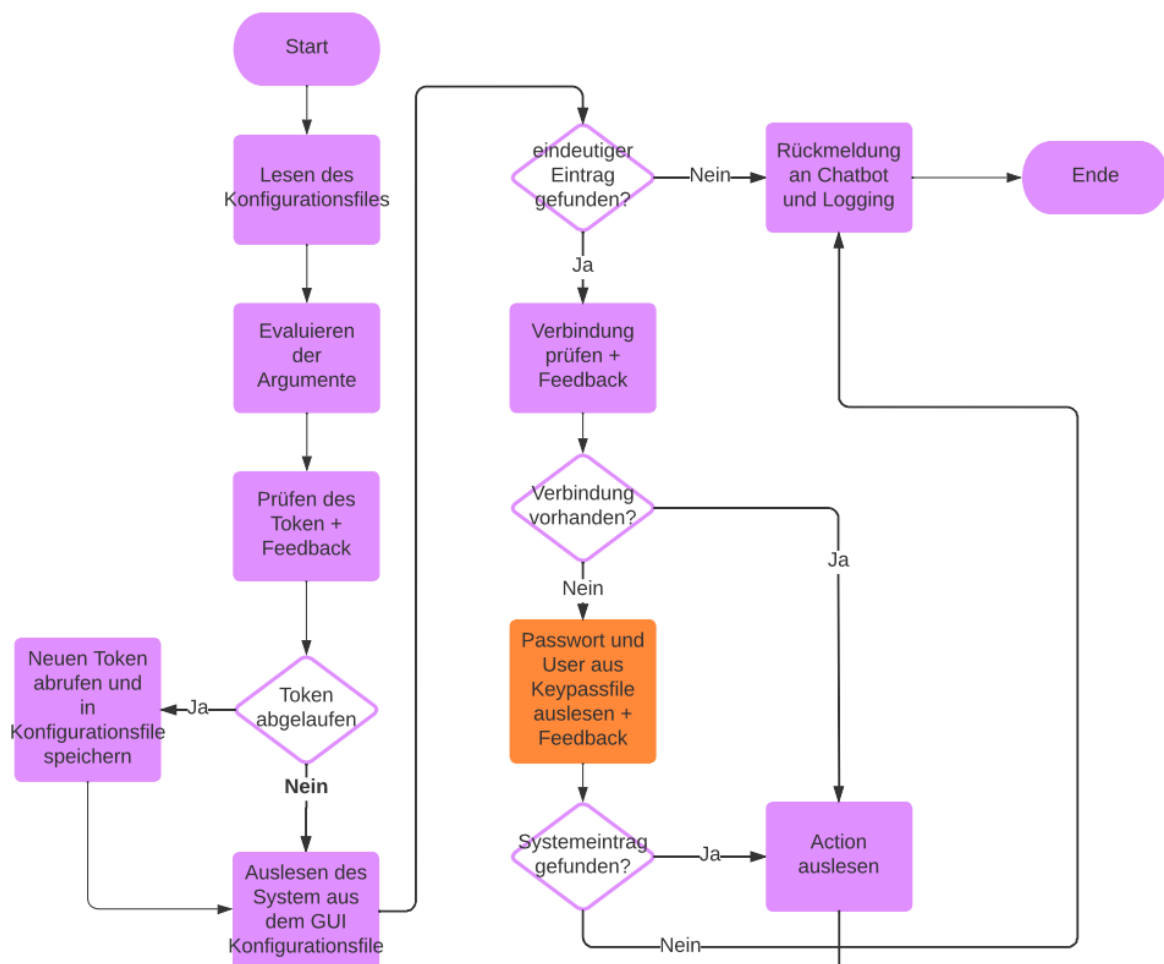 Start
Lesen des
Konfigurationsfiles
Evaluieren
der
Argumente
Prüfen des
Token +
Feedback
Token
abgelaufen
Ja
Neuen Token
abrufen und
in
Konfigurationsfile
speichern
Nein
Auslesen des
System aus
dem GUI
Konfigurationsfile
eindeutiger
Eintrag
gefunden?
Nein
Rückmeldung
an Chatbot
und Logging
Ende
Ja
Verbindung
prüfen +
Feedback
Verbindung
vorhanden?
Ja
Nein
Passwort und
User aus
Keypassfile
auslesen +
Feedback
Systemeintrag
gefunden?
Ja
Action
auslesen
Nein